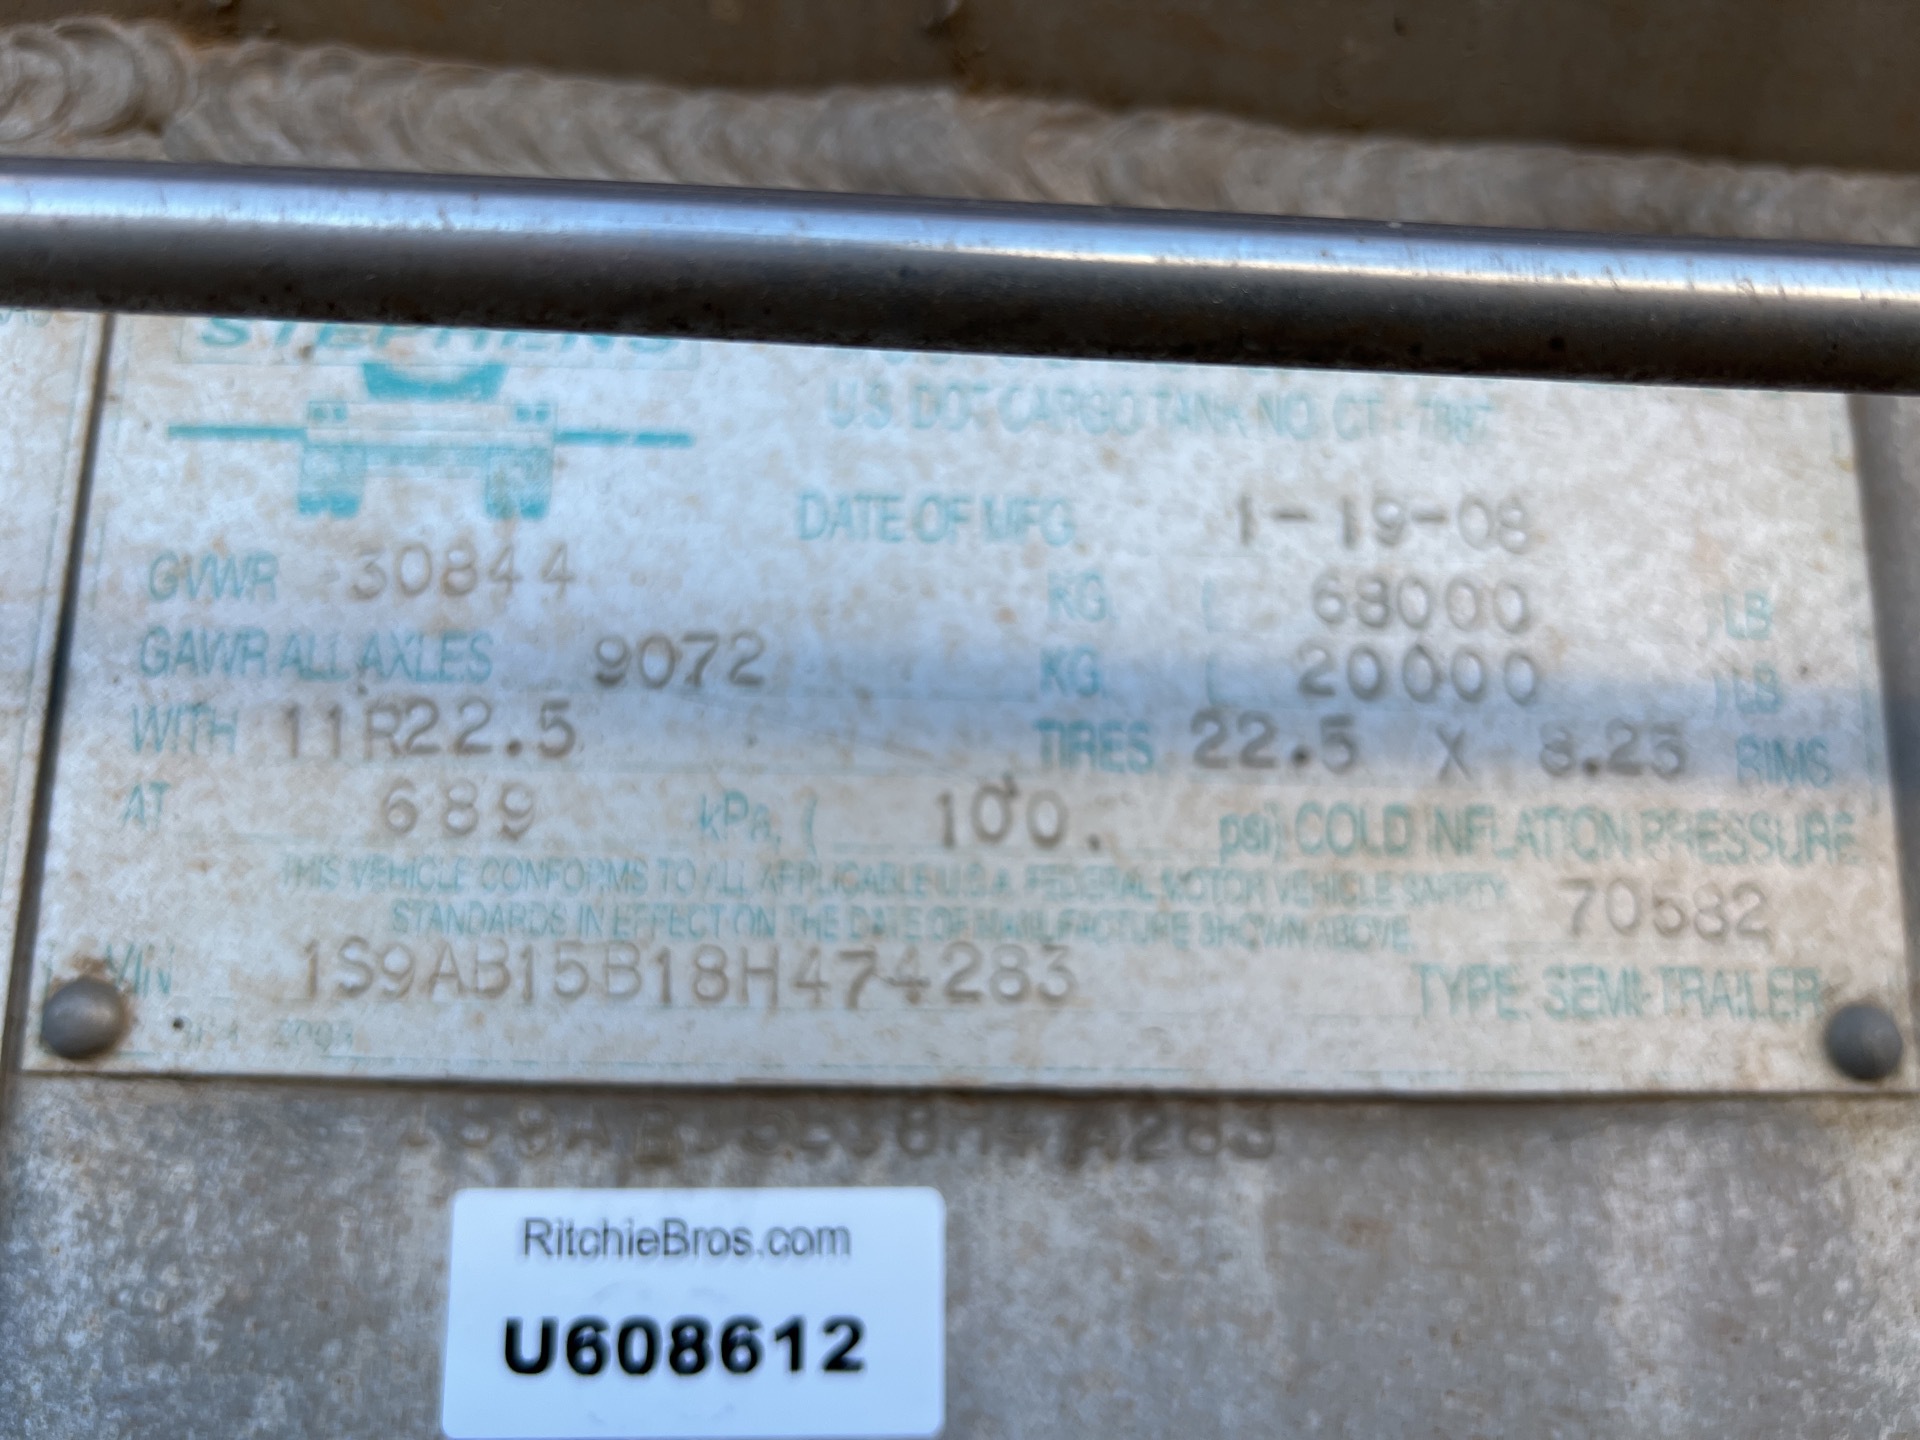 STEPHENS
U.S. DOT CARGO TANK NO. CT-7887
DATE OF MFG. 1-19-08
GVWR 30844 KG. ( 68000 ) LB
GAWR ALL AXLES 9072 KG. ( 20000 ) LB
WITH 11R22.5 TIRES 22.5 X 8.25 RIMS
AT 689 kPa, ( 100. psi) COLD INFLATION PRESSURE
THIS VEHICLE CONFORMS TO ALL APPLICABLE U.S.A. FEDERAL MOTOR VEHICLE SAFETY
STANDARDS IN EFFECT ON THE DATE OF MANUFACTURE SHOWN ABOVE. 70582
VIN 1S9AB15B18H474283 TYPE: SEMI-TRAILER
RitchieBros.com
U608612